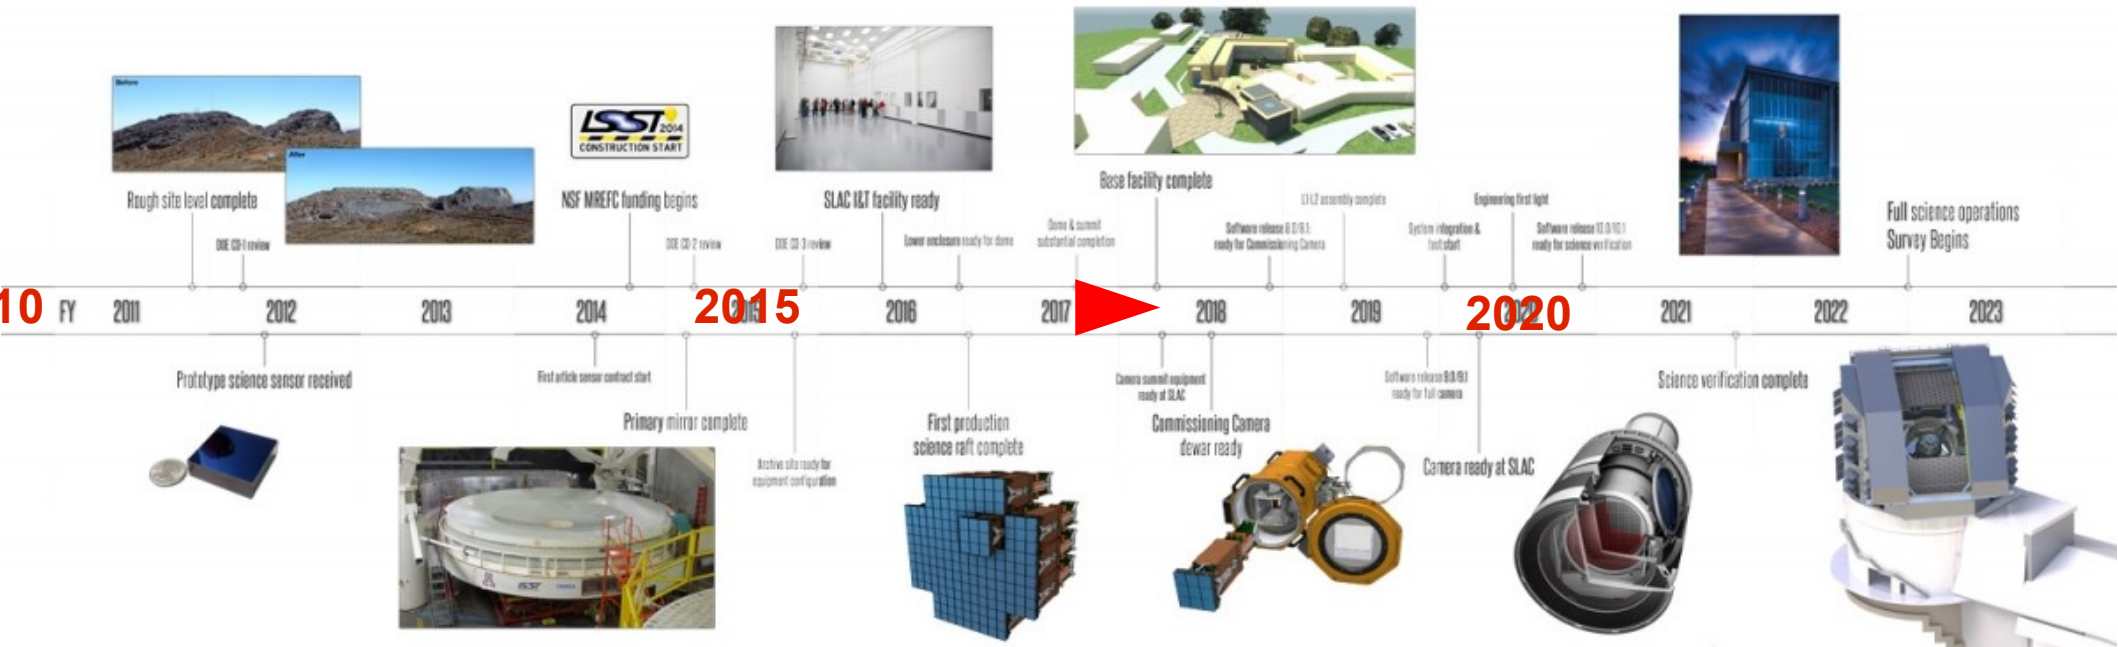 Before
After
LSST 2014
CONSTRUCTION START
Rough site level complete
DOE CD-1 review
NSF MREFC funding begins
DOE CD-2 review
DOE CD-3 review
SLAC I&T facility ready
Lower enclosure ready for dome
Dome & summit
substantial completion
Base facility complete
Software release 8.0/8.1:
ready for Commissioning Camera
L1-L2 assembly complete
System integration &
test start
Engineering first light
Software release 10.0/10.1
ready for science verification
Full science operations
Survey Begins
10 FY 2011 2012 2013 2014 2015 2016 2017 2018 2019 2020 2021 2022 2023
2015
2020
Prototype science sensor received
First article sensor contract start
Primary mirror complete
Archive site ready for
equipment configuration
First production
science raft complete
Camera summit equipment
ready at SLAC
Commissioning Camera
dewar ready
Software release 9.0/9.1
ready for full camera
Camera ready at SLAC
Science verification complete
A LSST